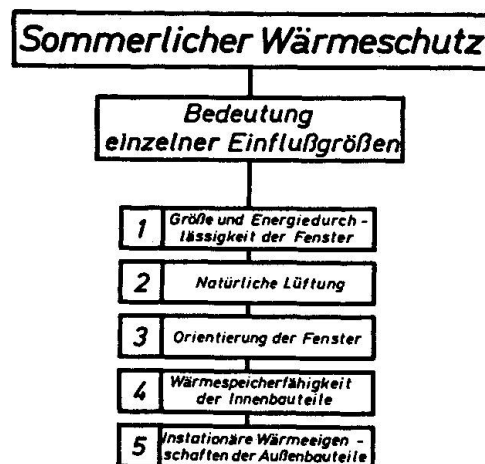 Sommerlicher Wärmeschutz
Bedeutung
einzelner Einflußgrößen
1 Größe und Energiedurch-
lässigkeit der Fenster
2 Natürliche Lüftung
3 Orientierung der Fenster
4 Wärmespeicherfähigkeit
der Innenbauteile
5 Instationäre Wärmeeigen-
schaften der Außenbauteile